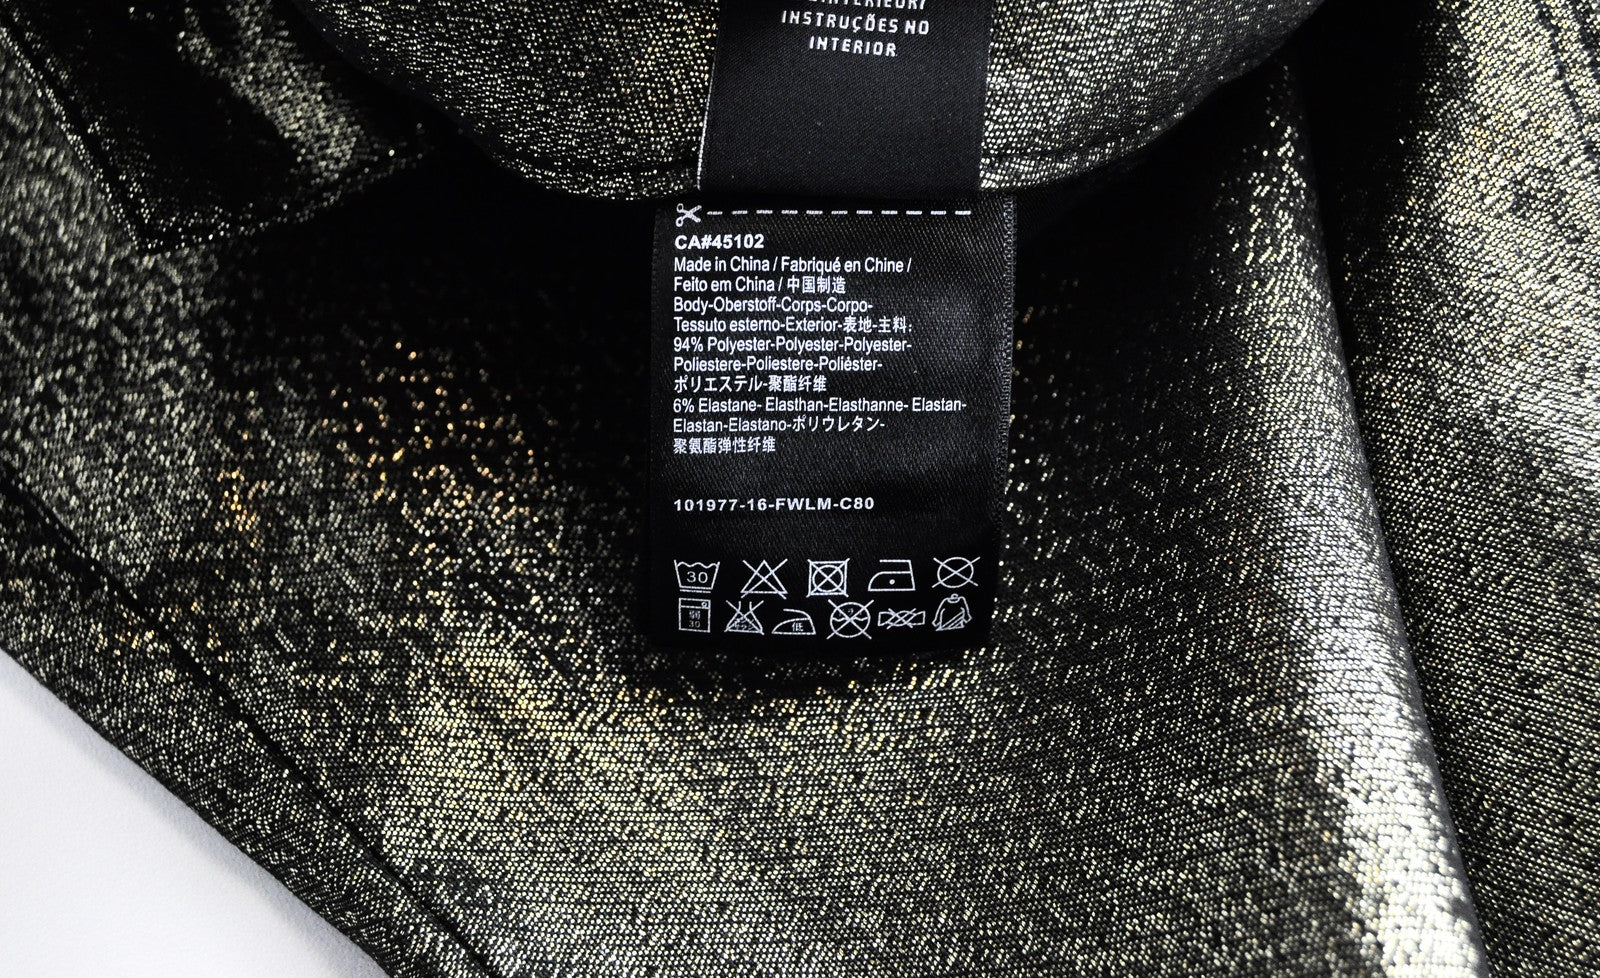 INSTRUÇÕES NO
INTERIOR
CA#45102
Made in China / Fabriqué en Chine /
Feito em China / 中国制造
Body-Oberstoff-Corps-Corpo-
Tessuto esterno-Exterior-表地-主料:
94% Polyester-Polyester-Polyester-
Poliestere-Poliestere-Poliéster-
ポリエステル-聚酯纤维
6% Elastane- Elasthan-Elasthanne- Elastan-
Elastan-Elastano-ポリウレタン-
聚氨酯弹性纤维
101977-16-FWLM-C80
30
弱
30
低